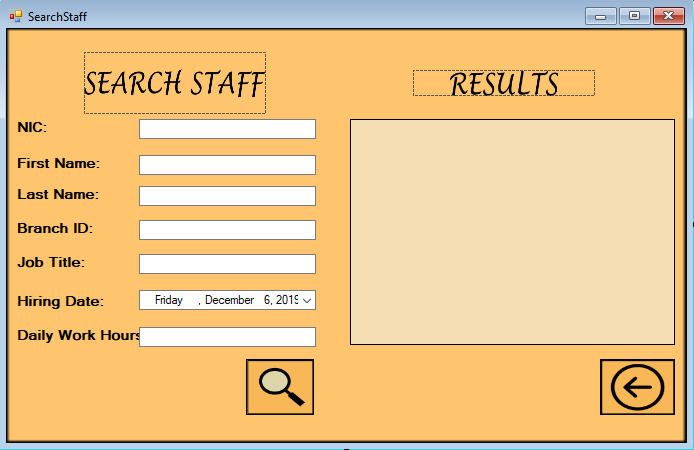 SearchStaff
SEARCH STAFF
RESULTS
NIC:
First Name:
Last Name:
Branch ID:
Job Title:
Hiring Date:
Friday , December 6, 2019
Daily Work Hours